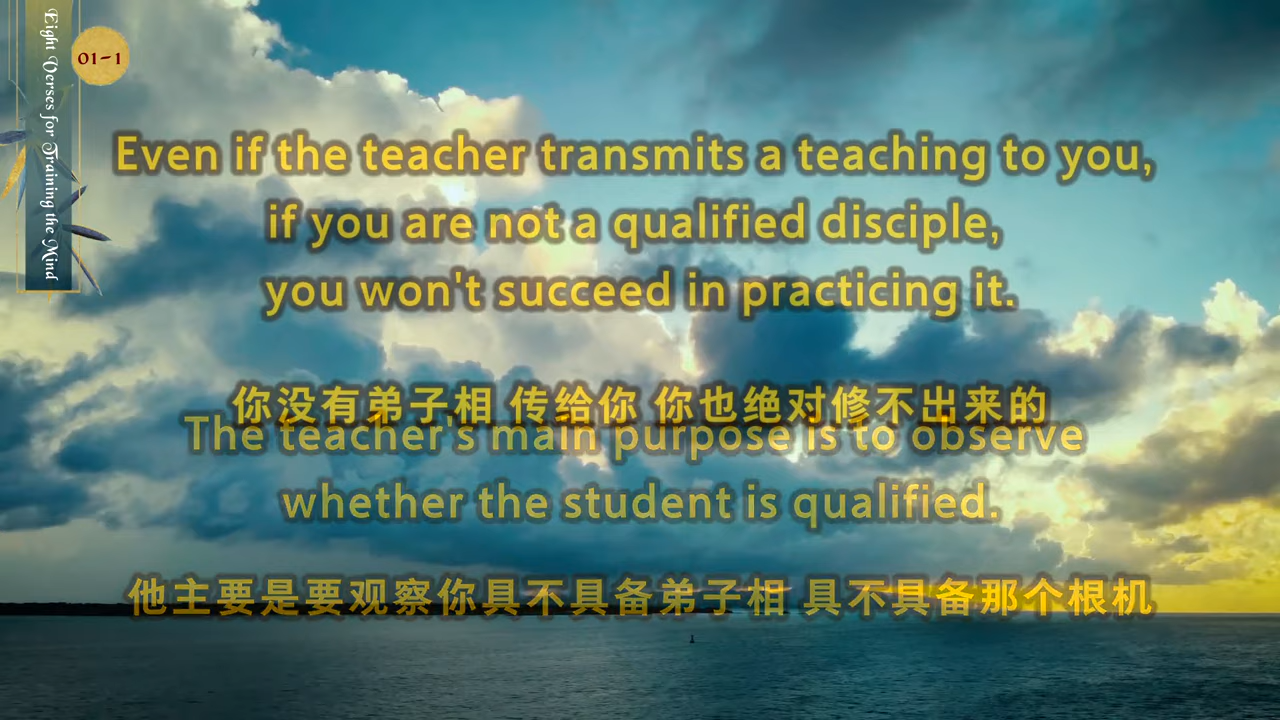 Eight Verses for Training the Mind
01-1
Even if the teacher transmits a teaching to you,
if you are not a qualified disciple,
you won't succeed in practicing it.
你没有弟子相 传给你 你也绝对修不出来的
The teacher's main purpose is to observe
whether the student is qualified.
他主要是要观察你具不具备弟子相 具不具备那个根机